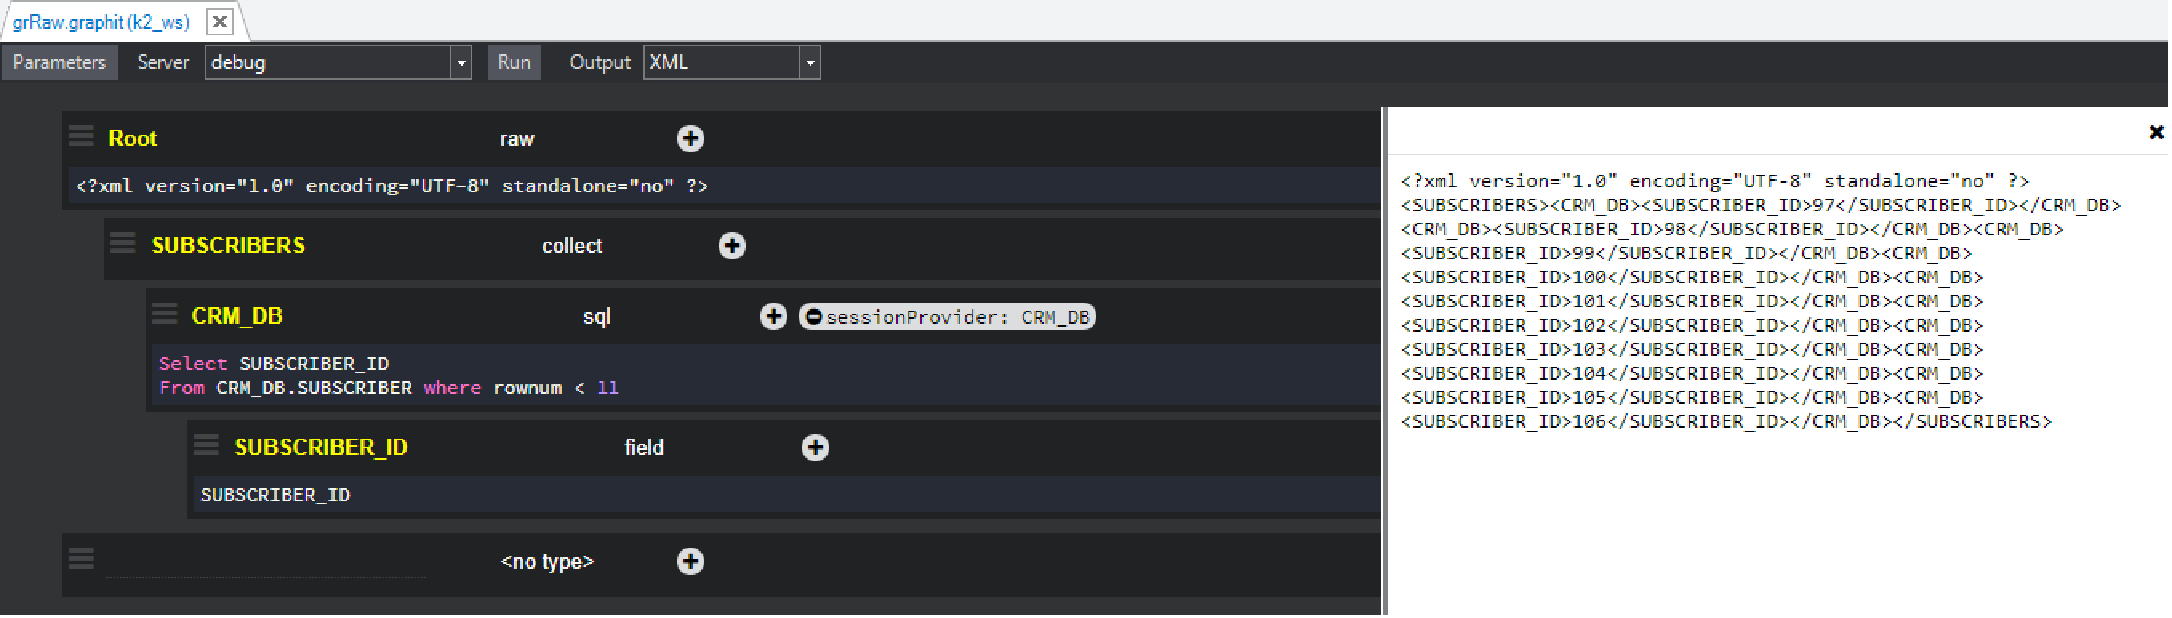 grRaw.graphit (k2_ws)
Parameters Server debug Run Output XML
Root raw
<?xml version="1.0" encoding="UTF-8" standalone="no" ?>
SUBSCRIBERS collect
CRM_DB sql sessionProvider: CRM_DB
Select SUBSCRIBER_ID
From CRM_DB.SUBSCRIBER where rownum < 11
SUBSCRIBER_ID field
SUBSCRIBER_ID
<no type>
<?xml version="1.0" encoding="UTF-8" standalone="no" ?>
<SUBSCRIBERS><CRM_DB><SUBSCRIBER_ID>97</SUBSCRIBER_ID></CRM_DB>
<CRM_DB><SUBSCRIBER_ID>98</SUBSCRIBER_ID></CRM_DB><CRM_DB>
<SUBSCRIBER_ID>99</SUBSCRIBER_ID></CRM_DB><CRM_DB>
<SUBSCRIBER_ID>100</SUBSCRIBER_ID></CRM_DB><CRM_DB>
<SUBSCRIBER_ID>101</SUBSCRIBER_ID></CRM_DB><CRM_DB>
<SUBSCRIBER_ID>102</SUBSCRIBER_ID></CRM_DB><CRM_DB>
<SUBSCRIBER_ID>103</SUBSCRIBER_ID></CRM_DB><CRM_DB>
<SUBSCRIBER_ID>104</SUBSCRIBER_ID></CRM_DB><CRM_DB>
<SUBSCRIBER_ID>105</SUBSCRIBER_ID></CRM_DB><CRM_DB>
<SUBSCRIBER_ID>106</SUBSCRIBER_ID></CRM_DB></SUBSCRIBERS>